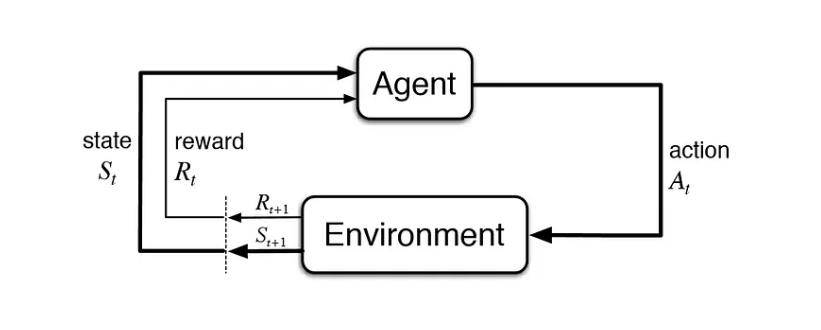 Agent
state
S_t
reward
R_t
action
A_t
R_{t+1}
S_{t+1}
Environment